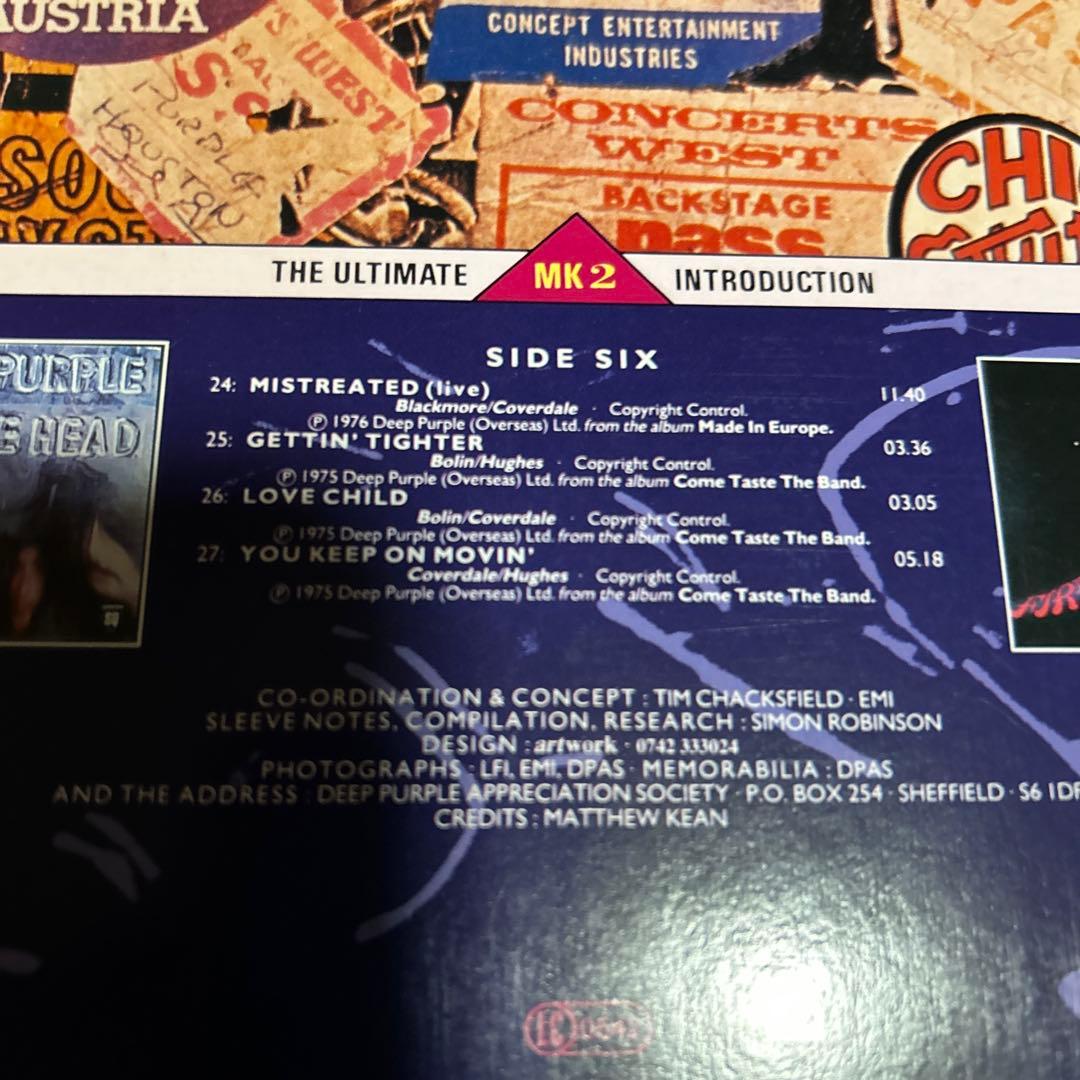 AUSTRIA
CONCEPT ENTERTAINMENT
INDUSTRIES
WEST
PURPLE
HOUSTON
CONCERTS
WEST
BACKSTAGE
pass
CHI
THE ULTIMATE MK2 INTRODUCTION
PURPLE
E HEAD
SIDE SIX
24: MISTREATED (live) 11.40
Blackmore/Coverdale · Copyright Control.
Ⓟ 1976 Deep Purple (Overseas) Ltd. from the album Made In Europe.
25: GETTIN' TIGHTER 03.36
Bolin/Hughes · Copyright Control.
Ⓟ 1975 Deep Purple (Overseas) Ltd. from the album Come Taste The Band.
26: LOVE CHILD 03.05
Bolin/Coverdale · Copyright Control.
Ⓟ 1975 Deep Purple (Overseas) Ltd. from the album Come Taste The Band.
27: YOU KEEP ON MOVIN' 05.18
Coverdale/Hughes · Copyright Control.
Ⓟ 1975 Deep Purple (Overseas) Ltd. from the album Come Taste The Band.
CO-ORDINATION & CONCEPT : TIM CHACKSFIELD · EMI
SLEEVE NOTES, COMPILATION, RESEARCH : SIMON ROBINSON
DESIGN : artwork · 0742 333024
PHOTOGRAPHS · LFI, EMI, DPAS · MEMORABILIA : DPAS
AND THE ADDRESS : DEEP PURPLE APPRECIATION SOCIETY · P.O. BOX 254 · SHEFFIELD · S6 1DF
CREDITS : MATTHEW KEAN